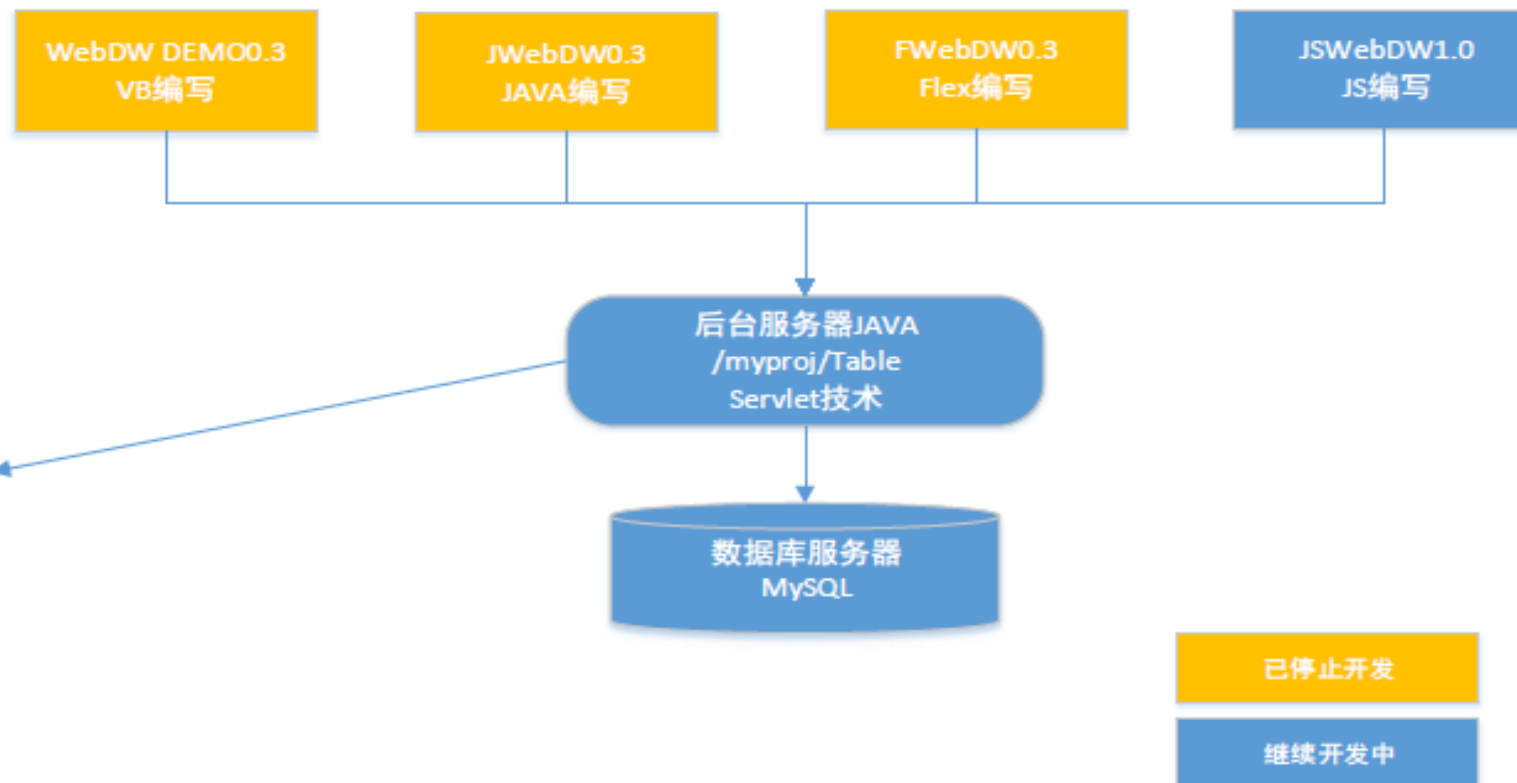 WebDW DEMO0.3
VB编写
JWebDW0.3
JAVA编写
FWebDW0.3
Flex编写
JSWebDW1.0
JS编写
后台服务器JAVA
/myproj/Table
Servlet技术
数据库服务器
MySQL
已停止开发
继续开发中